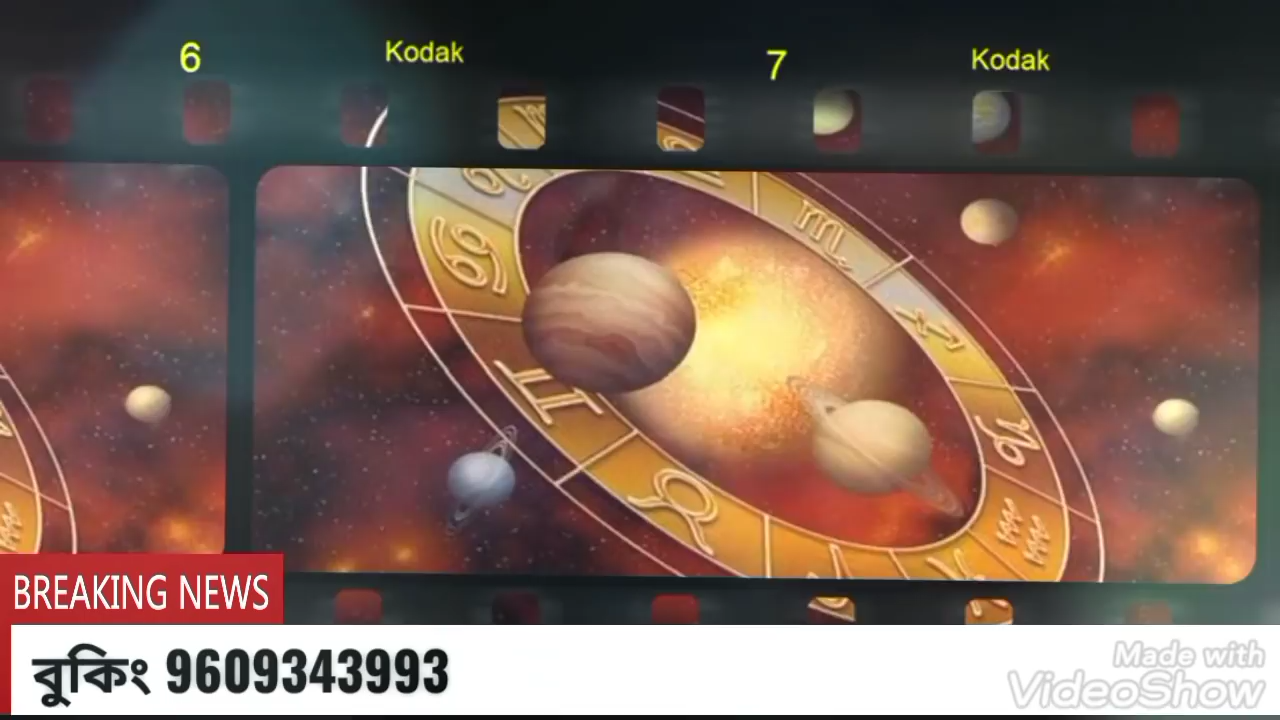 6 Kodak 7 Kodak
BREAKING NEWS
বুকিং 9609343993
Made with
VideoShow